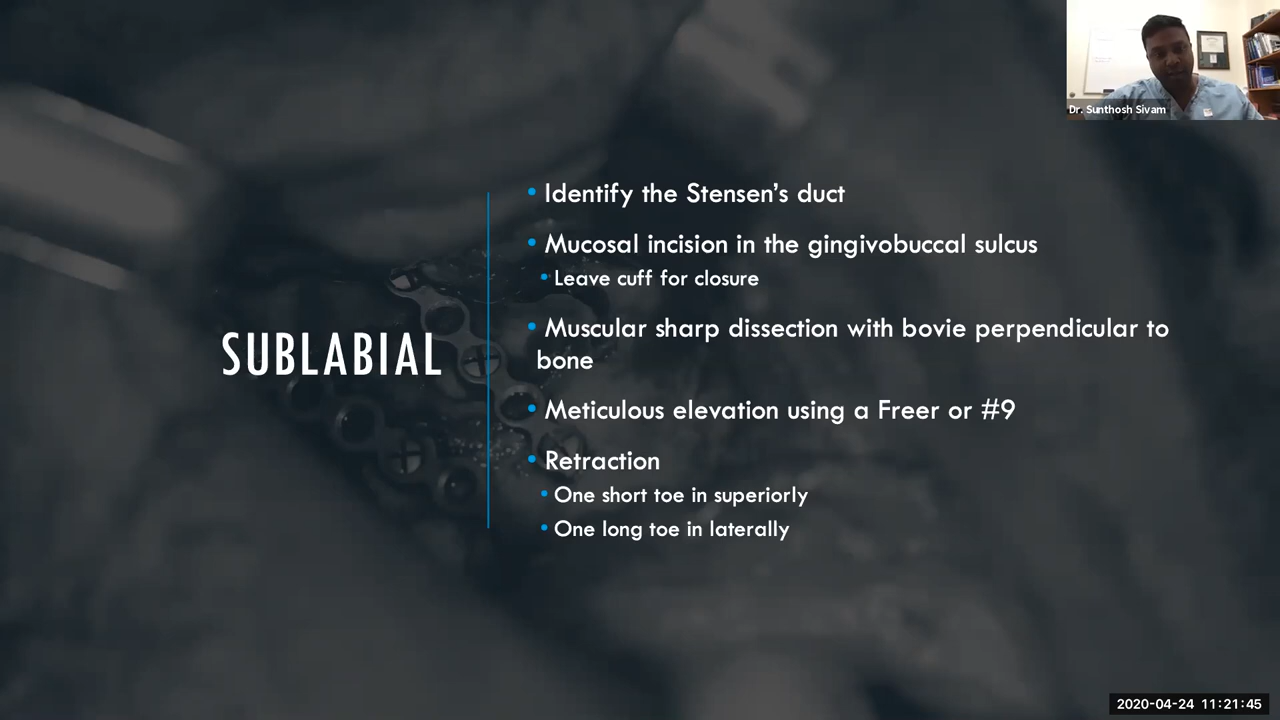 Dr. Sunthosh Sivam
SUBLABIAL
• Identify the Stensen's duct
• Mucosal incision in the gingivobuccal sulcus
• Leave cuff for closure
• Muscular sharp dissection with bovie perpendicular to
bone
• Meticulous elevation using a Freer or #9
• Retraction
• One short toe in superiorly
• One long toe in laterally
2020-04-24 11:21:45